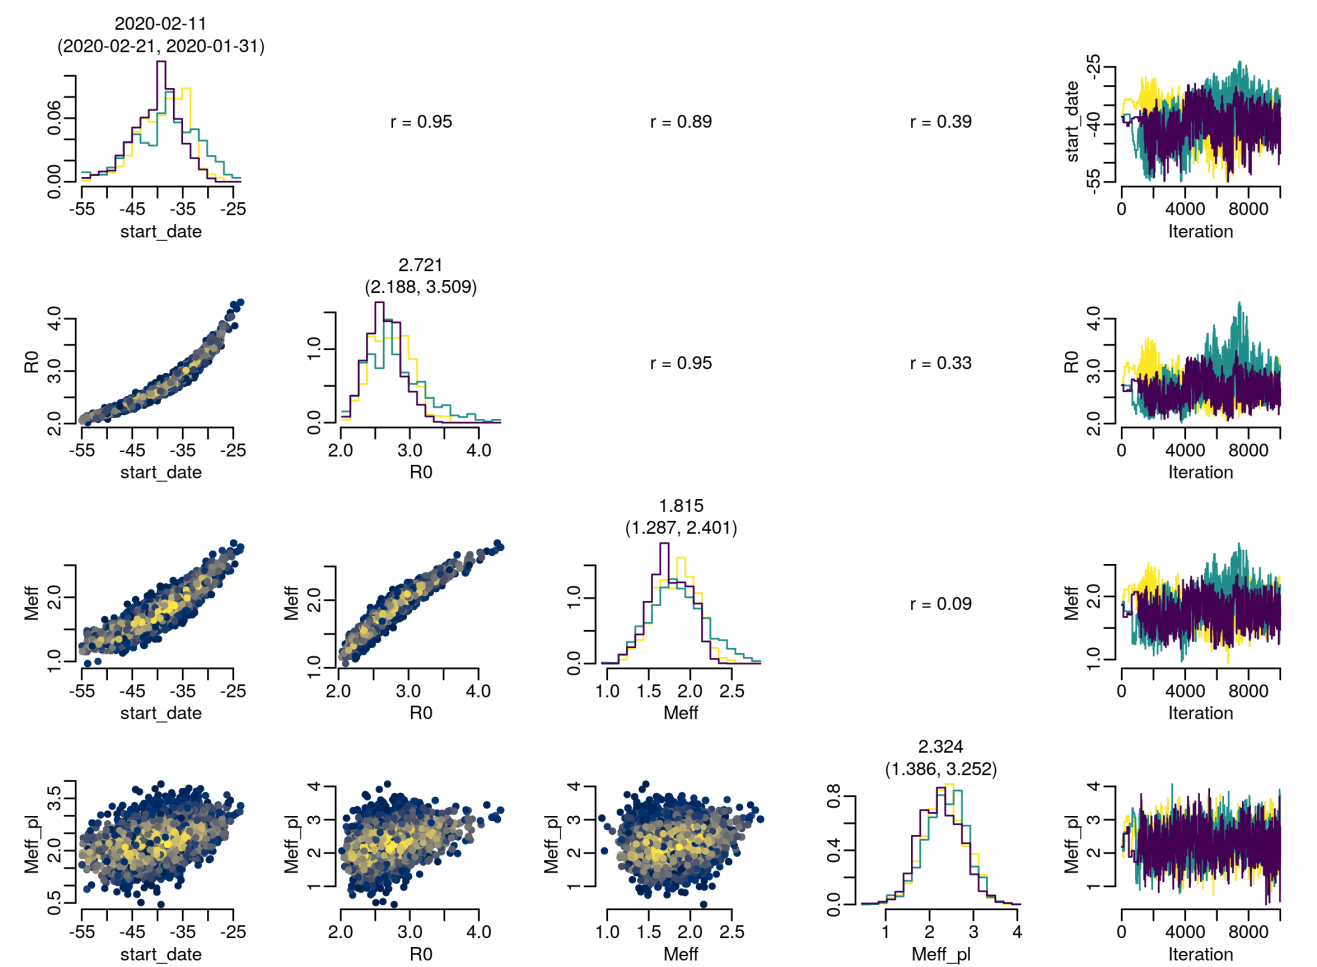 2020-02-11
(2020-02-21, 2020-01-31)
0.00 0.06
-55 -45 -35 -25
start_date
r = 0.95
r = 0.89
r = 0.39
start_date
-55 -40 -25
0 4000 8000
Iteration
R0
2.0 3.0 4.0
-55 -45 -35 -25
start_date
2.721
(2.188, 3.509)
0.0 1.0
2.0 3.0 4.0
R0
r = 0.95
r = 0.33
R0
2.0 3.0 4.0
0 4000 8000
Iteration
Meff
1.0 2.0
-55 -45 -35 -25
start_date
Meff
1.0 2.0
2.0 3.0 4.0
R0
1.815
(1.287, 2.401)
0.0 1.0
1.0 1.5 2.0 2.5
Meff
r = 0.09
Meff
1.0 2.0
0 4000 8000
Iteration
Meff_pl
0.5 2.0 3.5
-55 -45 -35 -25
start_date
Meff_pl
1 2 3 4
2.0 3.0 4.0
R0
Meff_pl
1 2 3 4
1.0 1.5 2.0 2.5
Meff
2.324
(1.386, 3.252)
0.0 0.4 0.8
1 2 3 4
Meff_pl
Meff_pl
1 2 3 4
0 4000 8000
Iteration